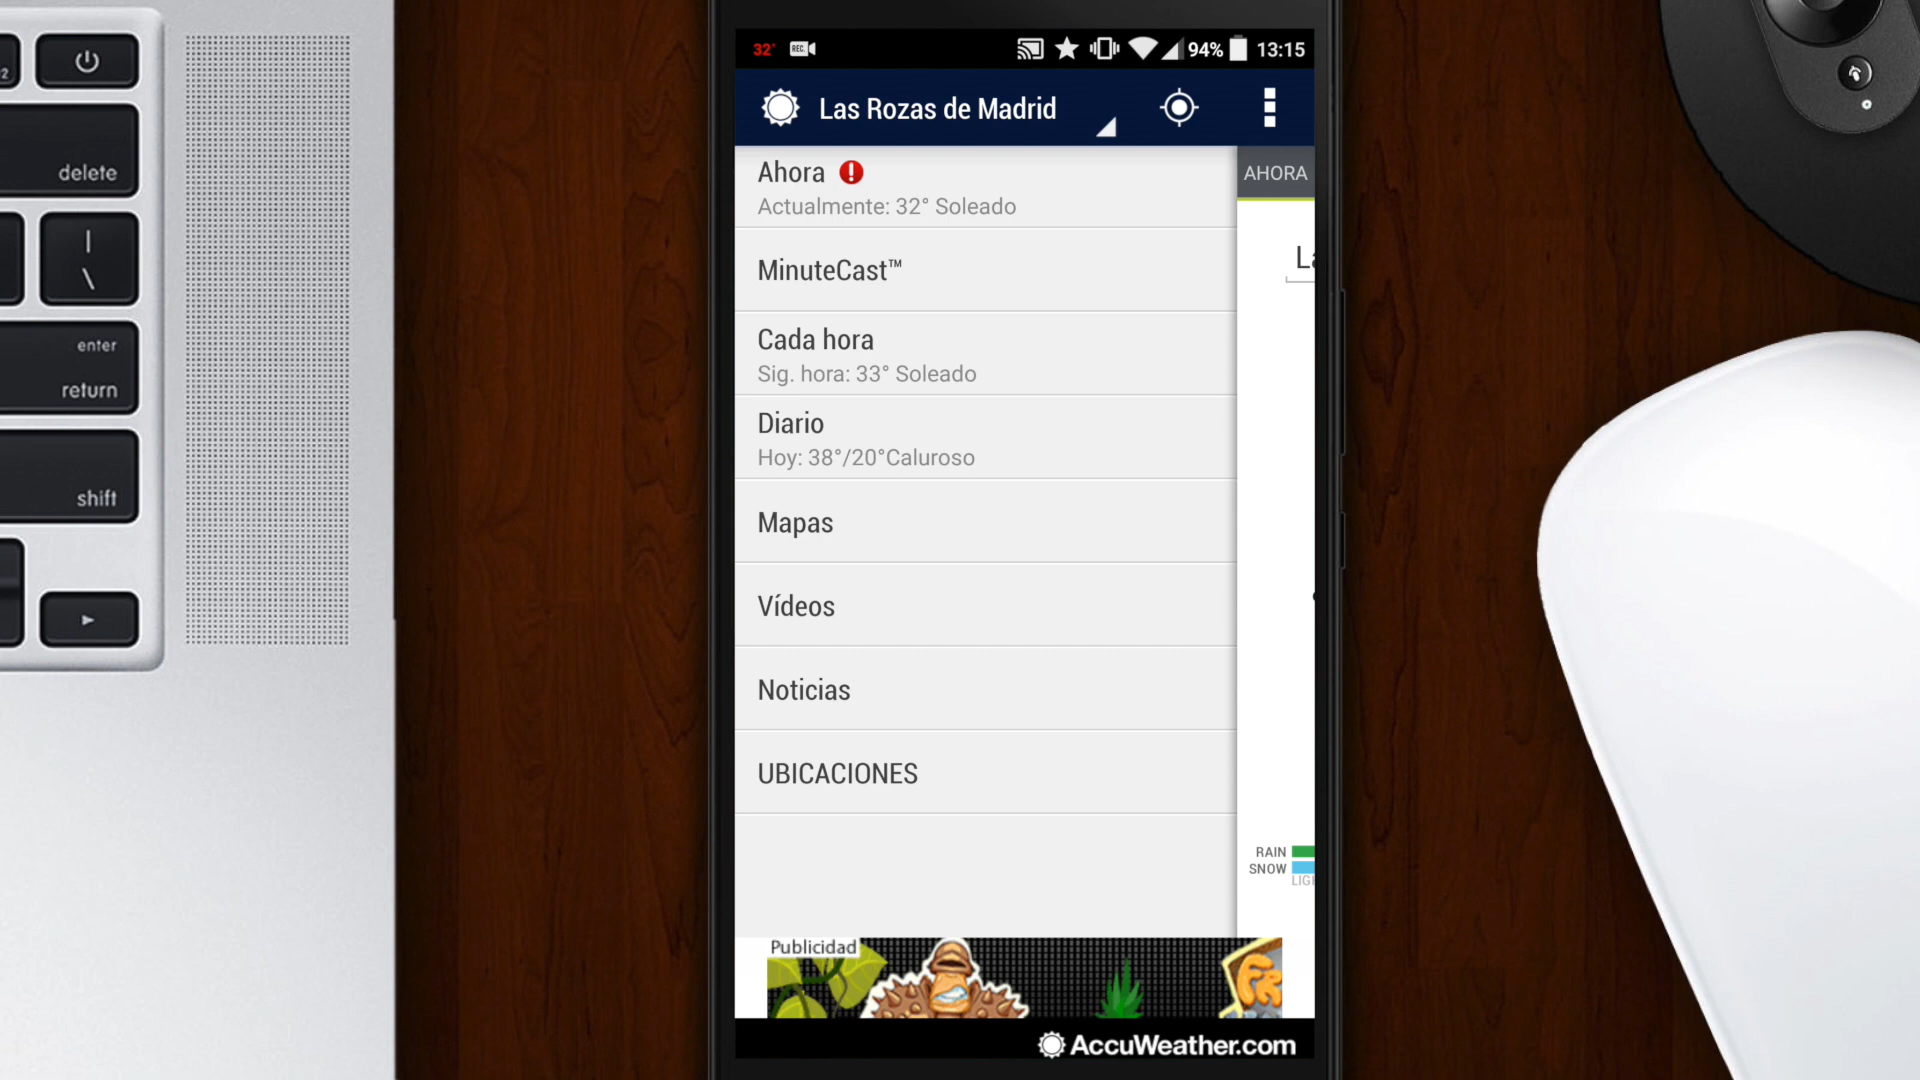 delete
|
\
enter
return
shift
32°
REC.
94%
13:15
Las Rozas de Madrid
Ahora
Actualmente: 32° Soleado
AHORA
MinuteCast™
Cada hora
Sig. hora: 33° Soleado
Diario
Hoy: 38°/20°Caluroso
Mapas
Vídeos
Noticias
UBICACIONES
RAIN
SNOW
Publicidad
AccuWeather.com